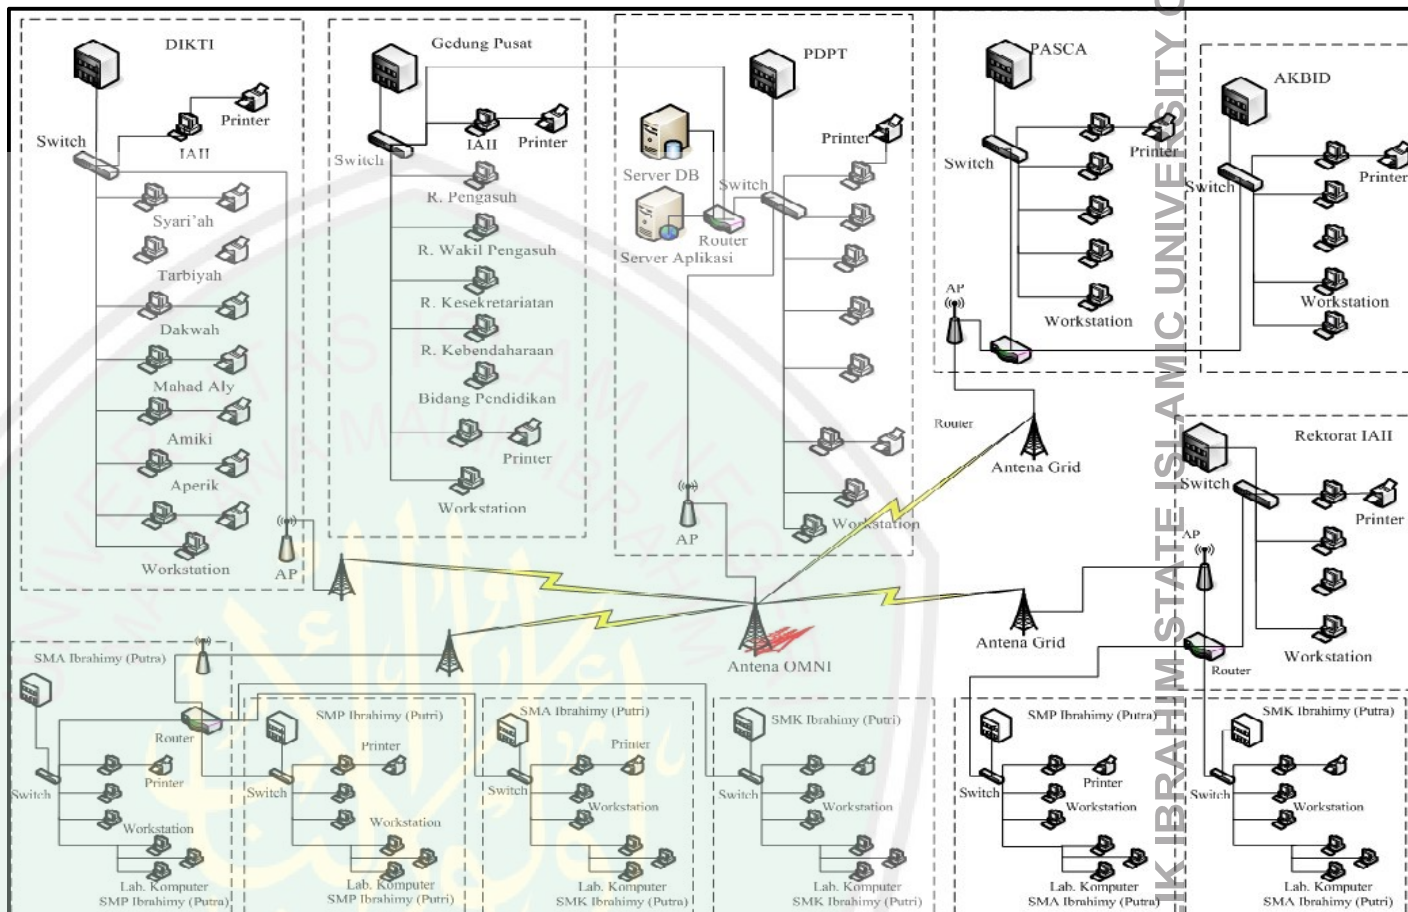 DIKTI
Printer
Switch
IAII
Syari'ah
Tarbiyah
Dakwah
Mahad Aly
Amiki
Aperik
Workstation
AP
Gedung Pusat
Switch
IAII
Printer
R. Pengasuh
R. Wakil Pengasuh
R. Kesekretariatan
R. Kebendaharaan
Bidang Pendidikan
Printer
Workstation
PDPT
Printer
Server DB
Switch
Router
Server Aplikasi
Workstation
AP
PASCA
Printer
Switch
Workstation
AP
Router
Antena Grid
AKBID
Printer
Switch
Workstation
Rektorat IAII
Switch
Printer
AP
Workstation
Router
Antena Grid
Antena OMNI
SMA Ibrahimy (Putra)
Router
Printer
Switch
Workstation
Lab. Komputer
SMP Ibrahimy (Putra)
SMP Ibrahimy (Putri)
Printer
Switch
Workstation
Lab. Komputer
SMP Ibrahimy (Putri)
SMA Ibrahimy (Putri)
Printer
Switch
Workstation
Lab. Komputer
SMK Ibrahimy (Putri)
SMK Ibrahimy (Putri)
Switch
Workstation
Lab. Komputer
SMK Ibrahimy (Putri)
SMP Ibrahimy (Putra)
Printer
Switch
Workstation
Lab. Komputer
SMA Ibrahimy (Putra)
SMK Ibrahimy (Putra)
Switch
Workstation
Lab. Komputer
SMA Ibrahimy (Putra)
IK IBRAHIM STATE ISLAMIC UNIVERSITY